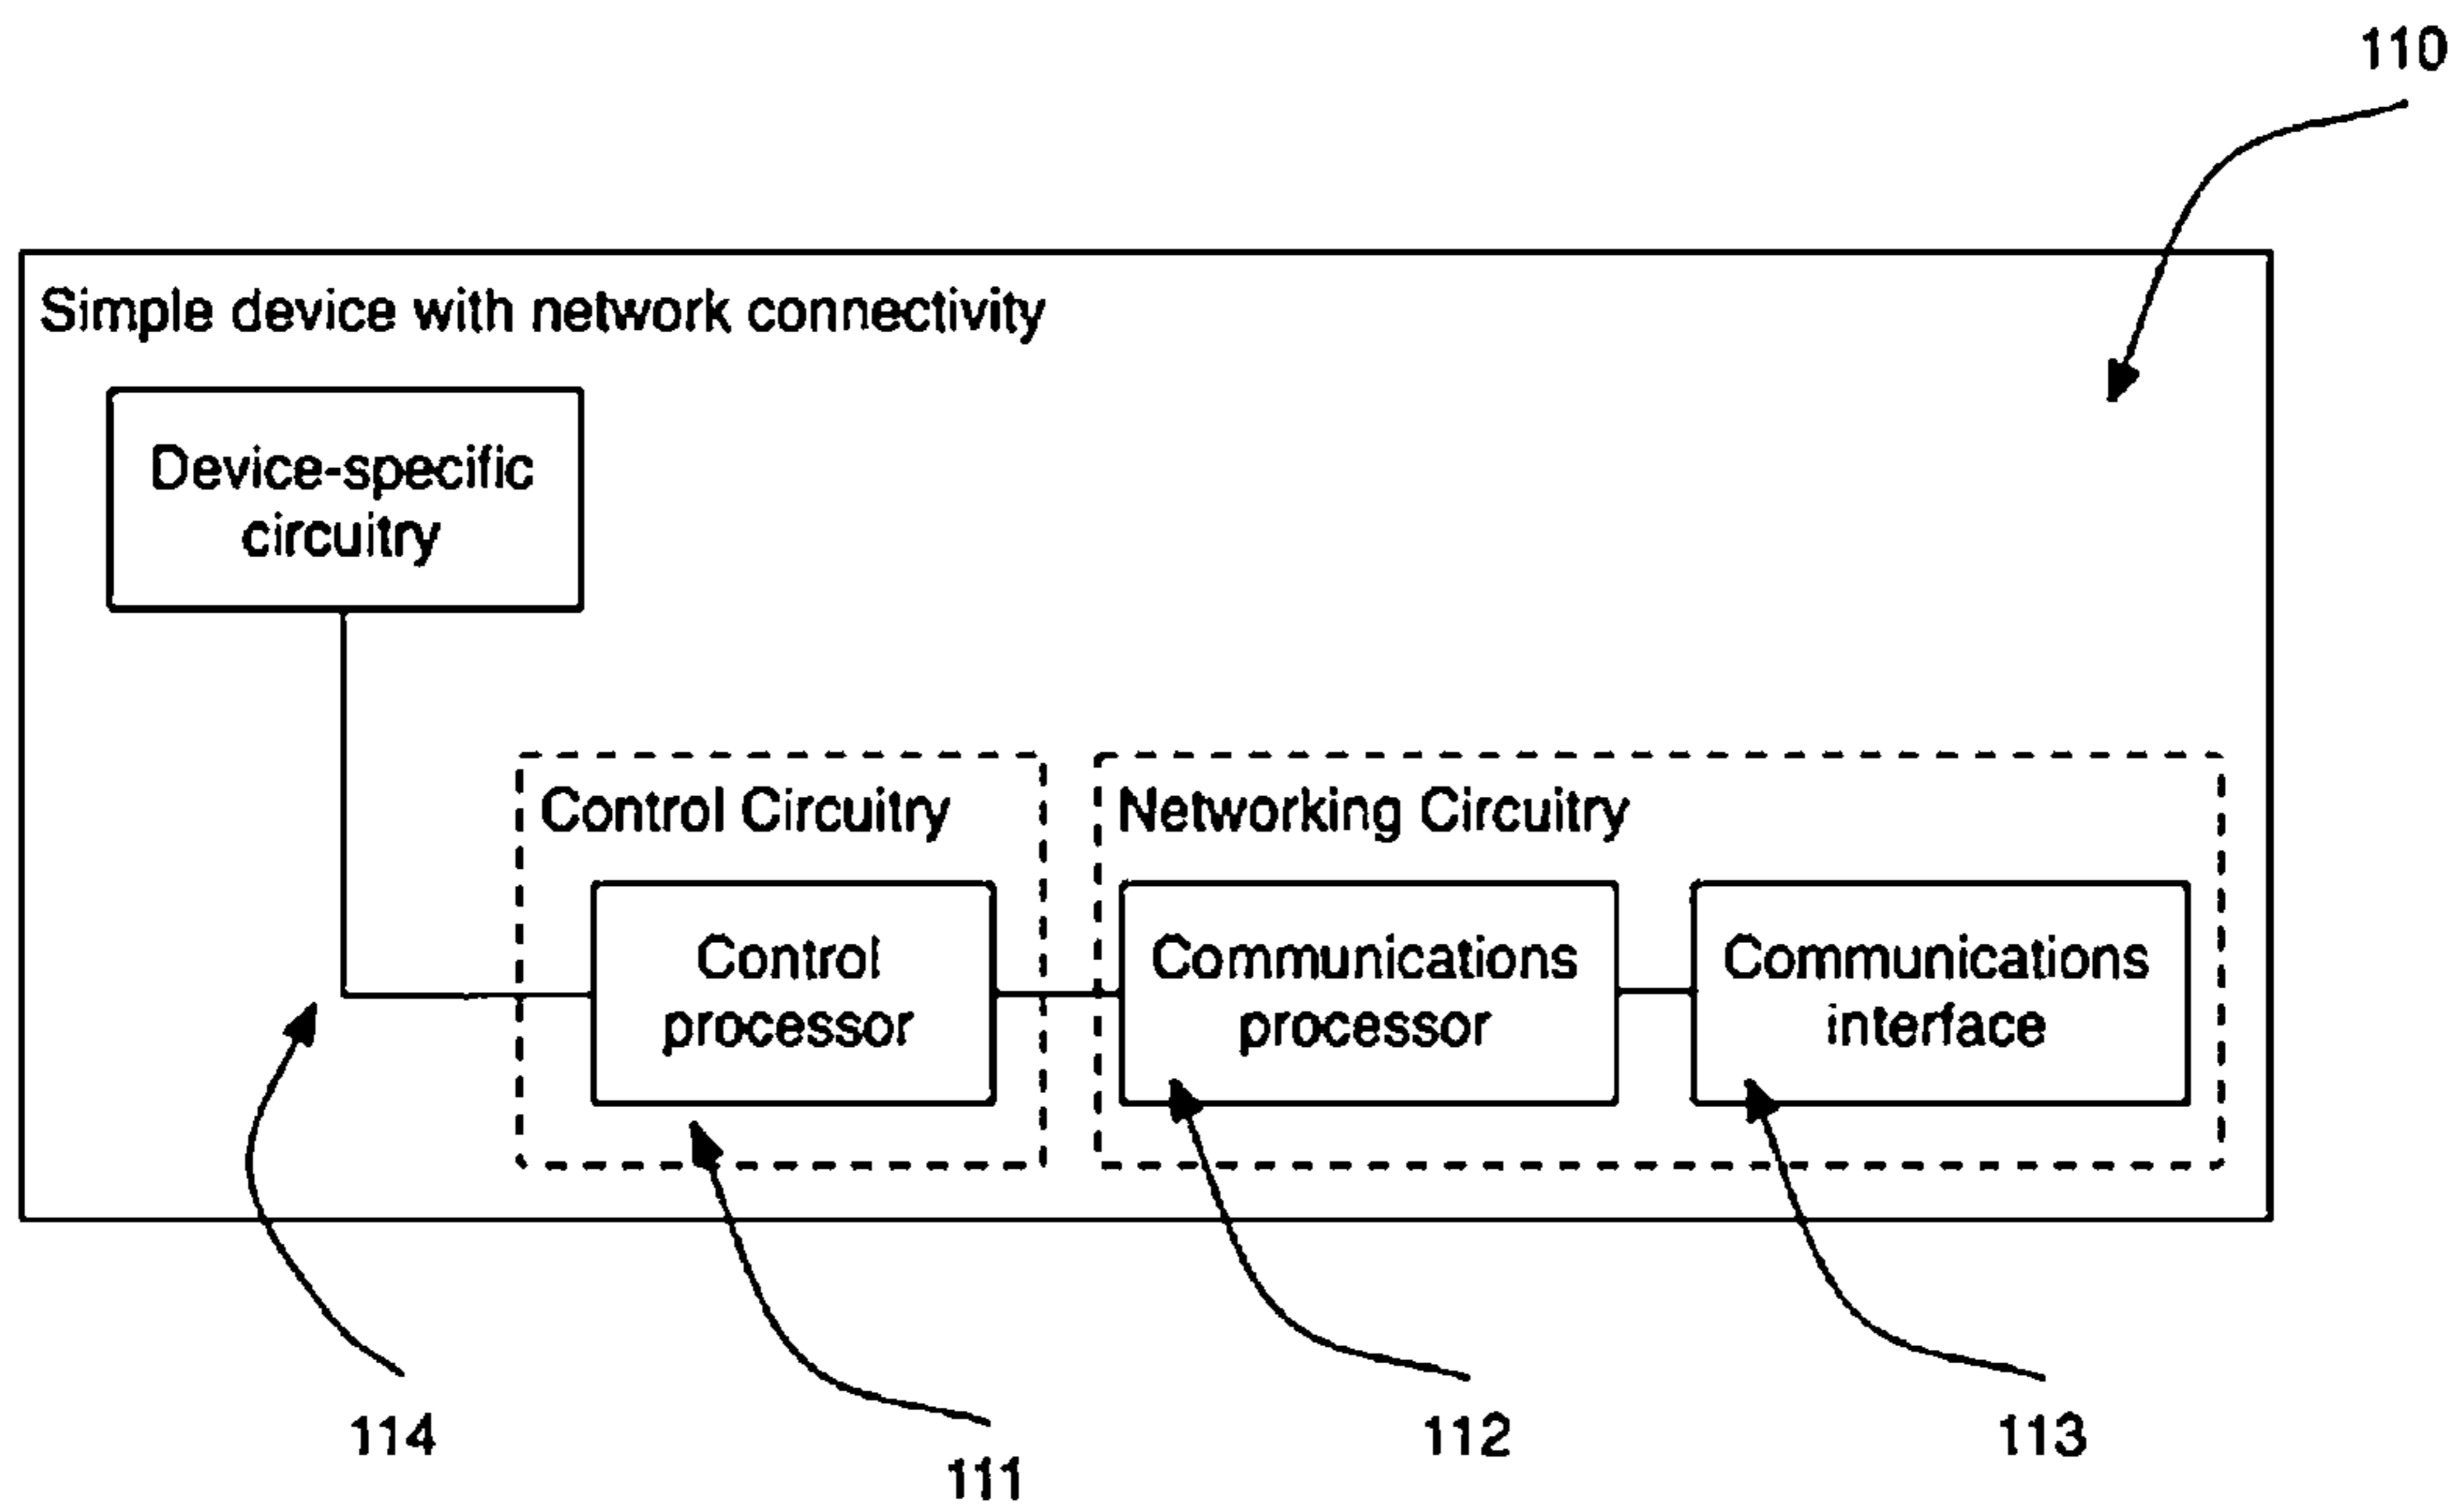 110
Simple device with network connectivity
Device-specific
circuitry
Control Circuitry
Networking Circuitry
Control
processor
Communications
processor
Communications
interface
114
111
112
113